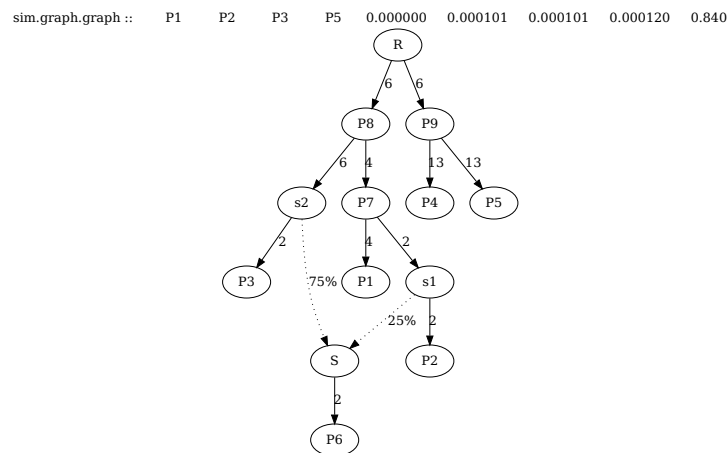 sim.graph.graph :: P1 P2 P3 P5 0.000000 0.000101 0.000101 0.000120 0.840
R
6 6
P8 P9
6 4 13 13
s2 P7 P4 P5
2 4 2
P3 75% P1 s1
25% 2
S P2
2
P6